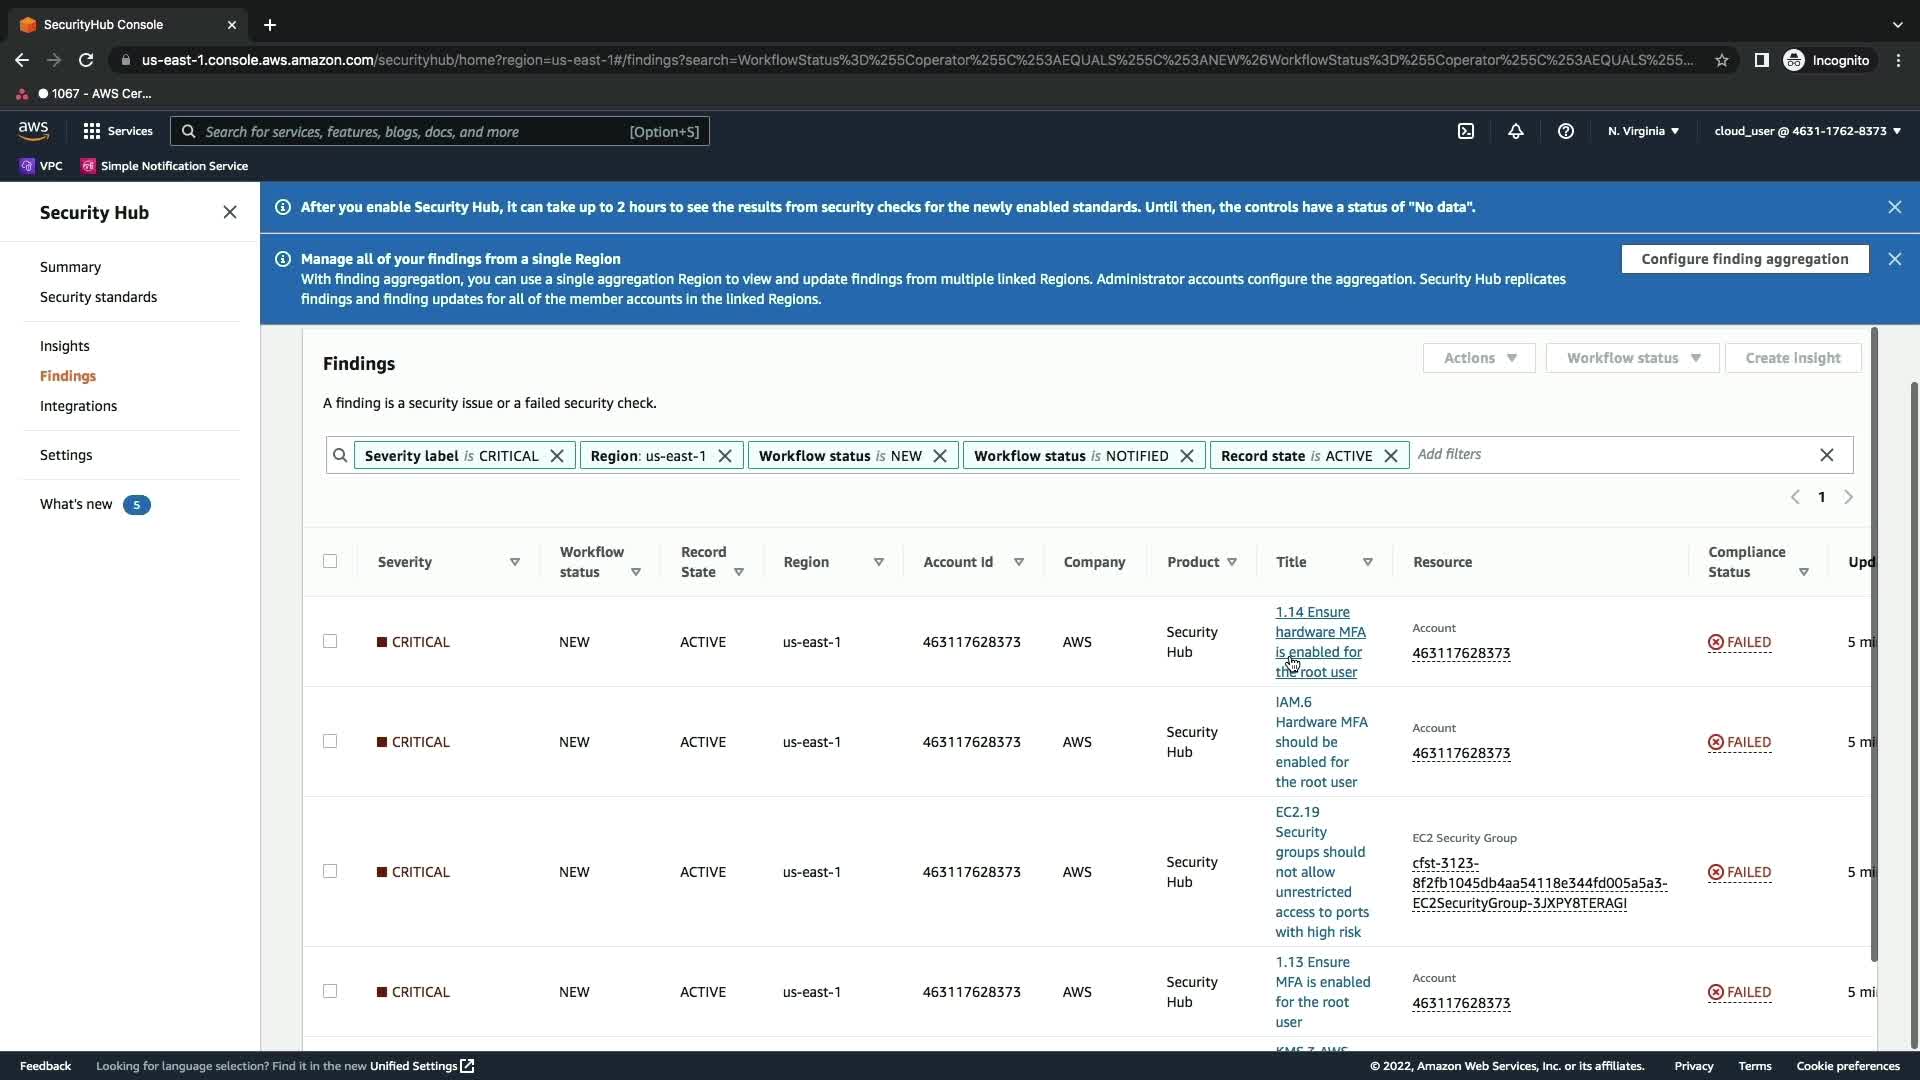 SecurityHub Console
us-east-1.console.aws.amazon.com/securityhub/home?region=us-east-1#/findings?search=WorkflowStatus%3D%255Coperator%255C%253AEQUALS%255C%253ANEW%26WorkflowStatus%3D%255Coperator%255C%253AEQUALS%255...
Incognito
1067 - AWS Cer...
aws
Services
Search for services, features, blogs, docs, and more
[Option+S]
N. Virginia
cloud_user @ 4631-1762-8373
VPC
Simple Notification Service
Security Hub
Summary
Security standards
Insights
Findings
Integrations
Settings
What's new 5
After you enable Security Hub, it can take up to 2 hours to see the results from security checks for the newly enabled standards. Until then, the controls have a status of "No data".
Manage all of your findings from a single Region
With finding aggregation, you can use a single aggregation Region to view and update findings from multiple linked Regions. Administrator accounts configure the aggregation. Security Hub replicates
findings and finding updates for all of the member accounts in the linked Regions.
Configure finding aggregation
Findings
Actions
Workflow status
Create insight
A finding is a security issue or a failed security check.
Severity label is CRITICAL
Region: us-east-1
Workflow status is NEW
Workflow status is NOTIFIED
Record state is ACTIVE
Add filters
1
Severity
Workflow
status
Record
State
Region
Account Id
Company
Product
Title
Resource
Compliance
Status
Upd
CRITICAL
NEW
ACTIVE
us-east-1
463117628373
AWS
Security
Hub
1.14 Ensure
hardware MFA
is enabled for
the root user
Account
463117628373
FAILED
5 mi
CRITICAL
NEW
ACTIVE
us-east-1
463117628373
AWS
Security
Hub
IAM.6
Hardware MFA
should be
enabled for
the root user
Account
463117628373
FAILED
5 mi
CRITICAL
NEW
ACTIVE
us-east-1
463117628373
AWS
Security
Hub
EC2.19
Security
groups should
not allow
unrestricted
access to ports
with high risk
EC2 Security Group
cfst-3123-
8f2fb1045db4aa54118e344fd005a5a3-
EC2SecurityGroup-3JXPY8TERAGI
FAILED
5 mi
CRITICAL
NEW
ACTIVE
us-east-1
463117628373
AWS
Security
Hub
1.13 Ensure
MFA is enabled
for the root
user
Account
463117628373
FAILED
5 mi
KMS.3 AWS
Feedback
Looking for language selection? Find it in the new Unified Settings
© 2022, Amazon Web Services, Inc. or its affiliates.
Privacy
Terms
Cookie preferences